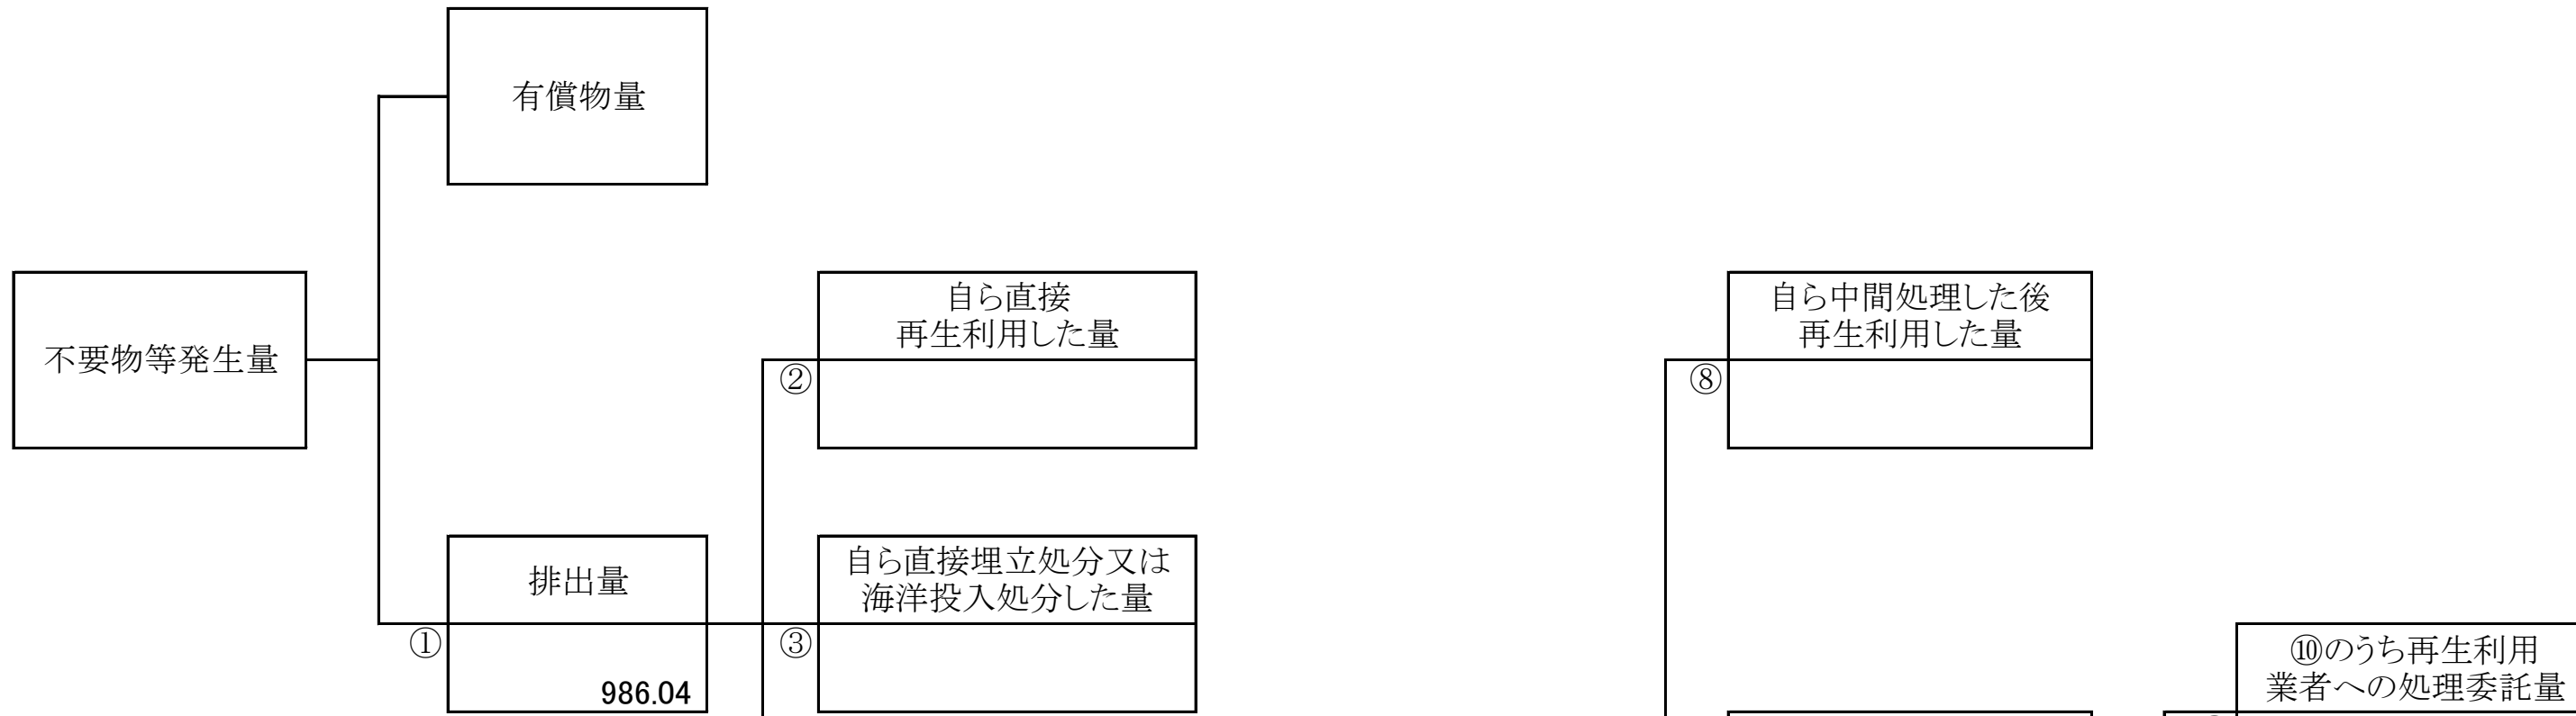 有償物量
不要物等発生量
自ら直接
再生利用した量
②
自ら中間処理した後
再生利用した量
⑧
排出量
①
986.04
自ら直接埋立処分又は
海洋投入処分した量
③
⑩のうち再生利用
業者への処理委託量